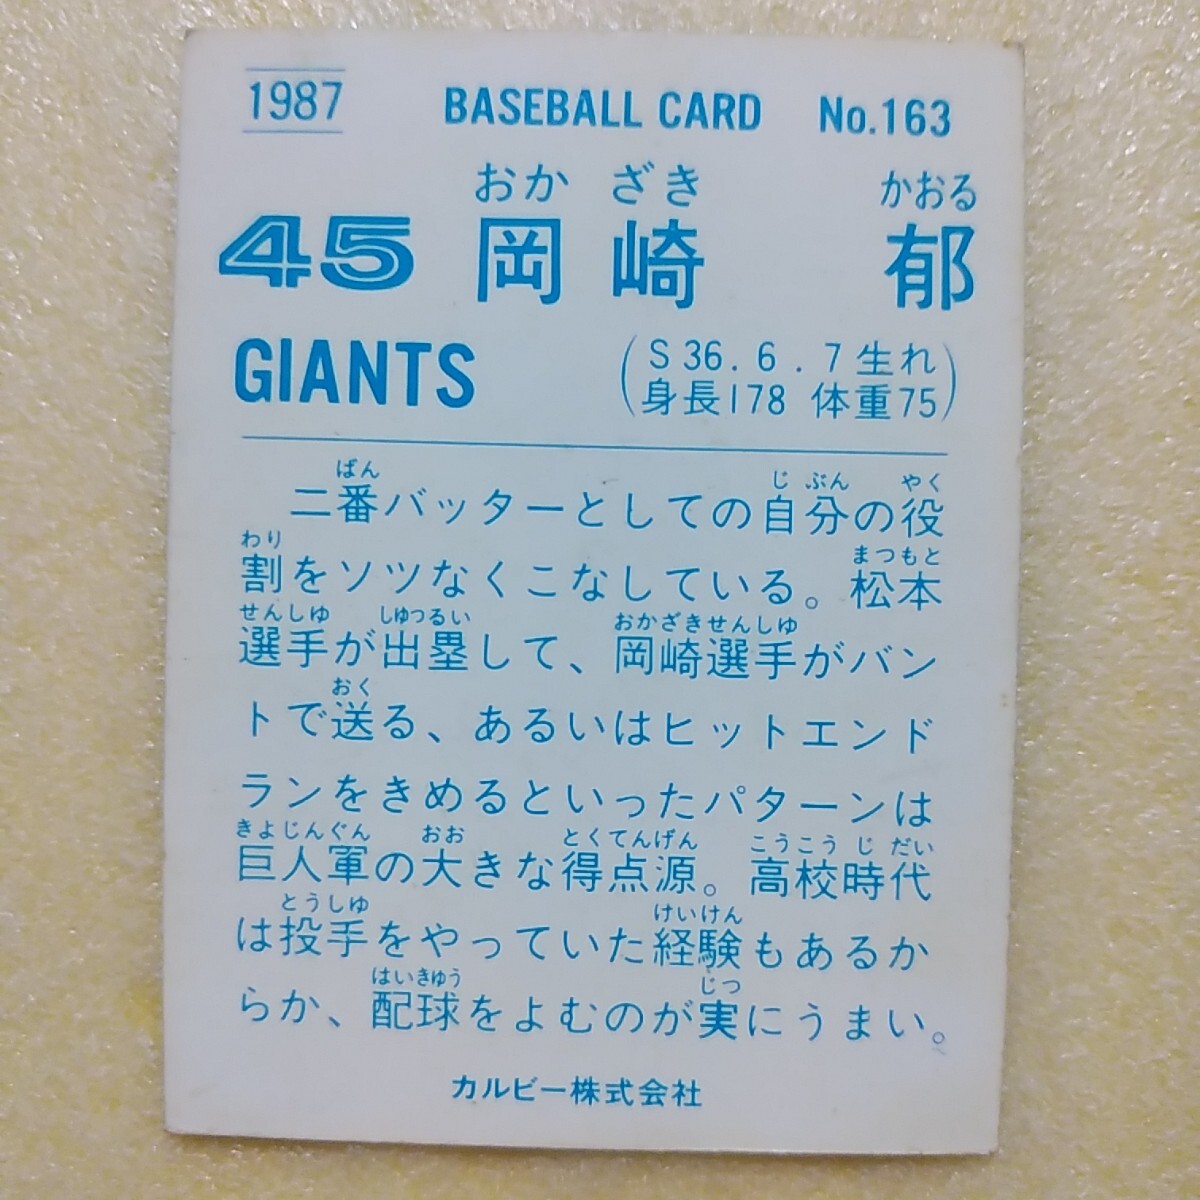 1987 BASEBALL CARD No.163
おか ざき かおる
45 岡崎 郁
GIANTS
(S36.6.7生れ
身長178 体重75)
ばん じ ぶん やく
二番バッターとしての自分の役
わり まつもと
割をソツなくこなしている。松本
せんしゆ しゆつるい おかざきせんしゆ
選手が出塁して、岡崎選手がバン
おく
トで送る、あるいはヒットエンド
ランをきめるといったパターンは
きよじんぐん おお とくてんげん こうこう じ だい
巨人軍の大きな得点源。高校時代
とうしゆ けいけん
は投手をやっていた経験もあるか
はいきゆう じつ
らか、配球をよむのが実にうまい。
カルビー株式会社